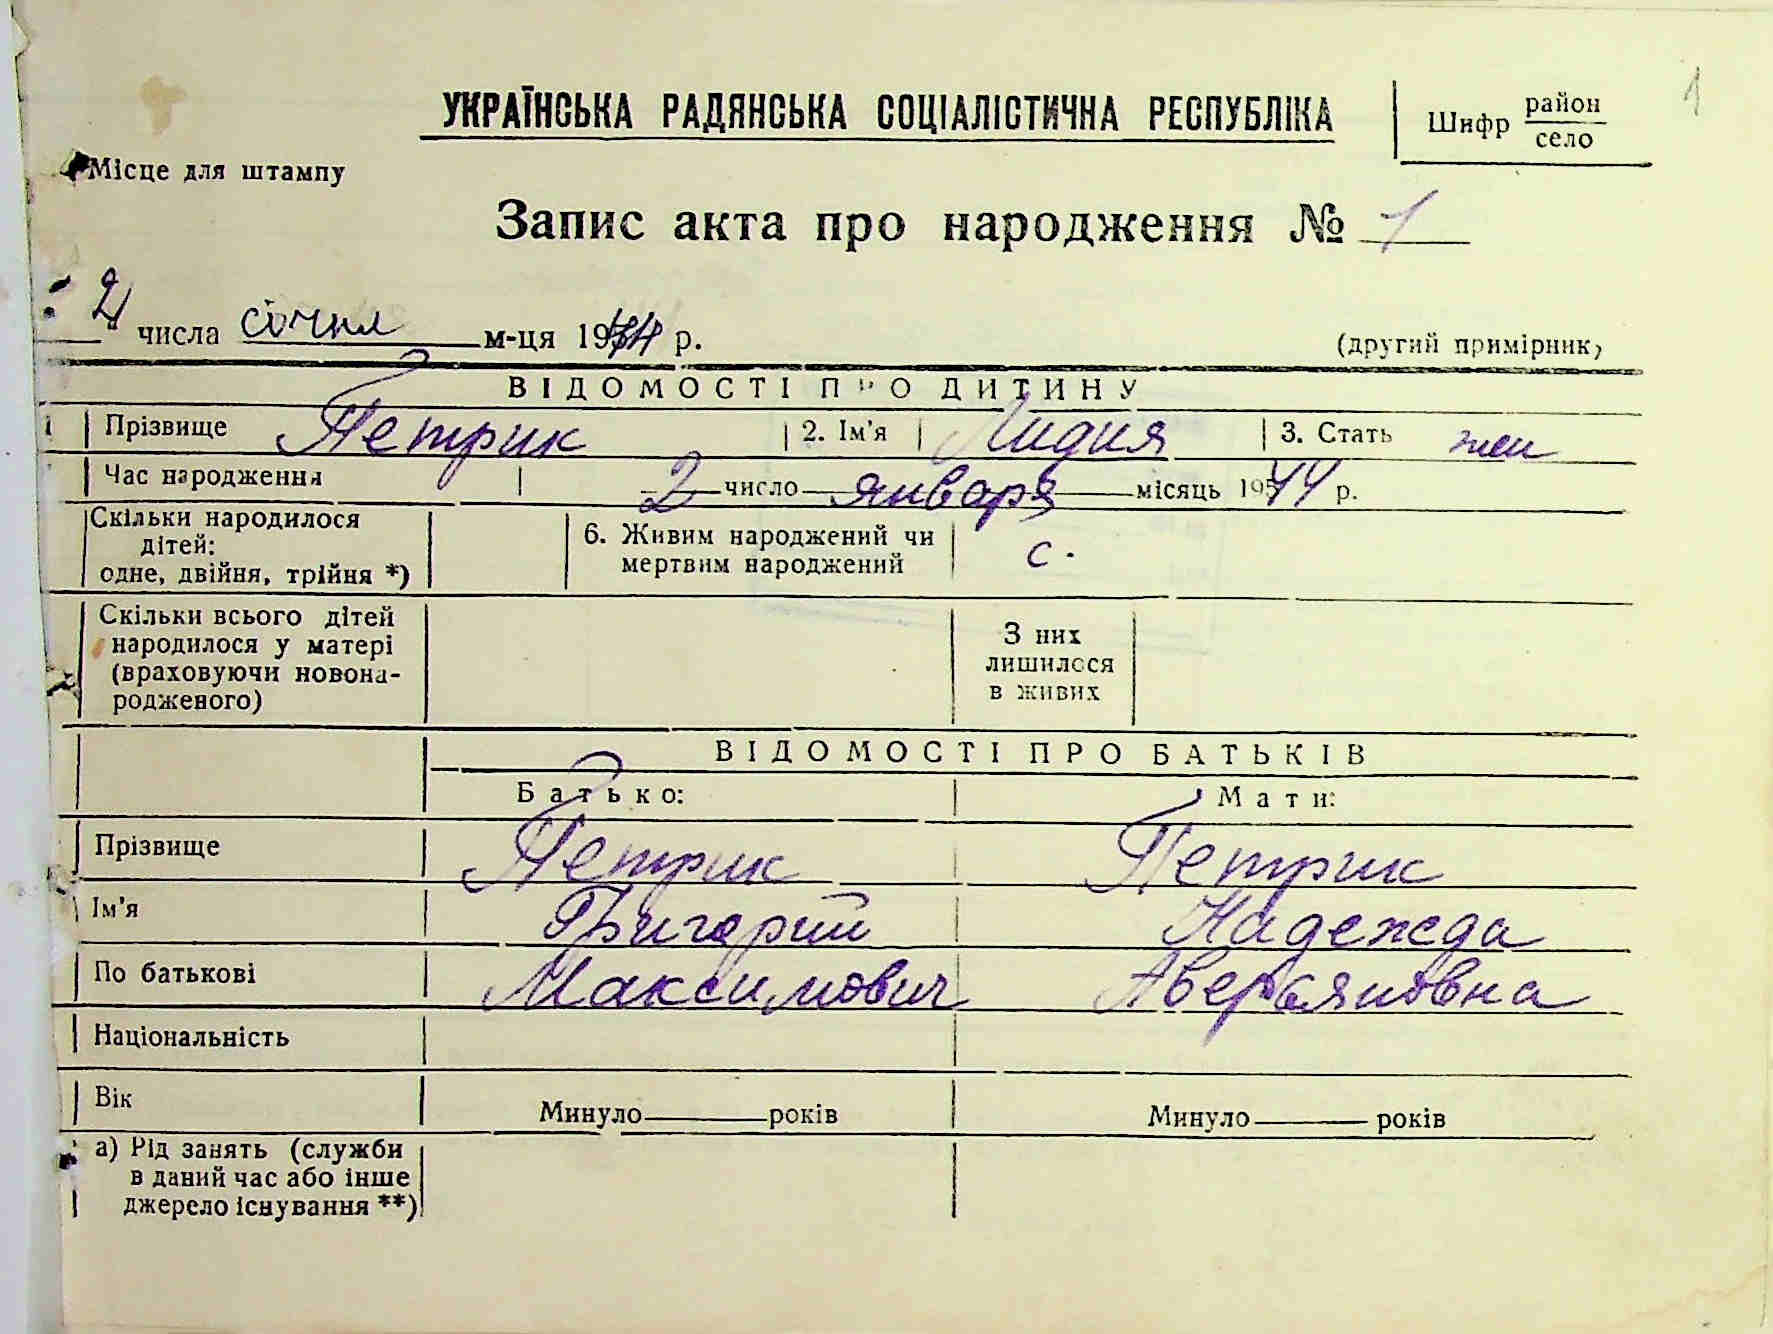 1
УКРАЇНСЬКА РАДЯНСЬКА СОЦІАЛІСТИЧНА РЕСПУБЛІКА
Шифр район
село
Місце для штампу
Запис акта про народження № 1
2 числа січня м-ця 1944 р.
(другий примірник)
ВІДОМОСТІ ПРО ДИТИНУ
Прізвище Петрик 2. Ім'я Лидия 3. Стать жен
Час народження 2 число января місяць 1944 р.
Скільки народилося дітей: одне, двійня, трійня *)
6. Живим народжений чи мертвим народжений с.
Скільки всього дітей народилося у матері (враховуючи новона-родженого)
З них лишилося в живих
ВІДОМОСТІ ПРО БАТЬКІВ
Батько: Мати:
Прізвище Петрик Петрик
Ім'я Григорий Надежда
По батькові Максимович Аверьяновна
Національність
Вік Минуло років Минуло років
а) Рід занять (служби в даний час або інше джерело існування **)